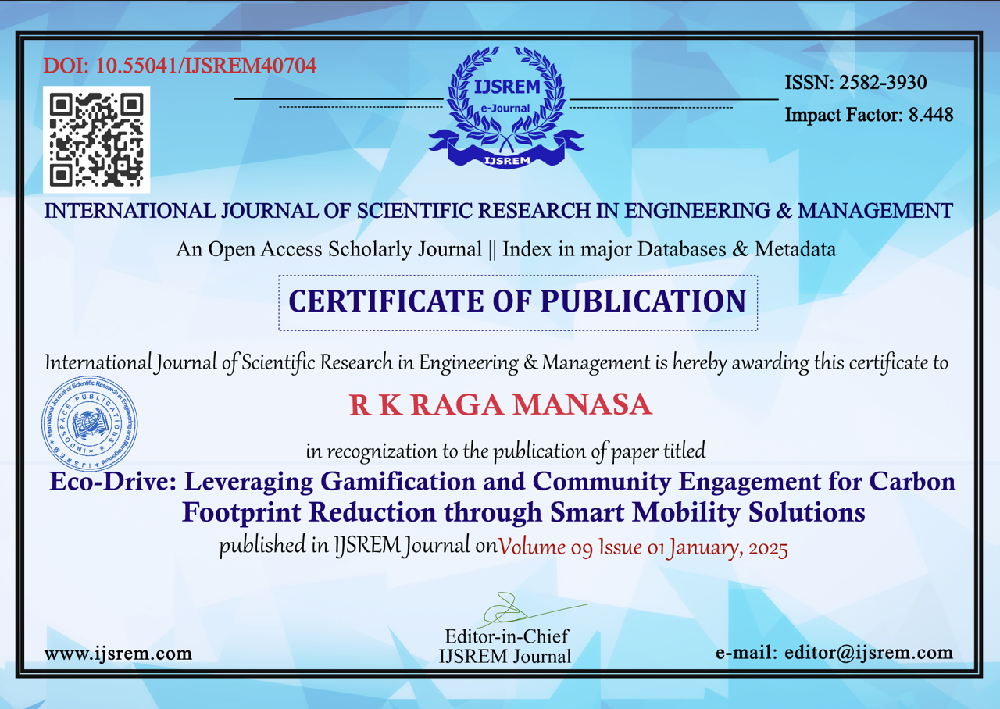 DOI: 10.55041/IJSREM40704
IJSREM
e-Journal
IJSREM
ISSN: 2582-3930
Impact Factor: 8.448
INTERNATIONAL JOURNAL OF SCIENTIFIC RESEARCH IN ENGINEERING & MANAGEMENT
An Open Access Scholarly Journal || Index in major Databases & Metadata
CERTIFICATE OF PUBLICATION
International Journal of Scientific Research in Engineering & Management is hereby awarding this certificate to
International Journal of Scientific Research in Engineering and Management
IJSREM
INDOSPACE PUBLICATIONS
R K RAGA MANASA
in recognization to the publication of paper titled
Eco-Drive: Leveraging Gamification and Community Engagement for Carbon
Footprint Reduction through Smart Mobility Solutions
published in IJSREM Journal on Volume 09 Issue 01 January, 2025
Editor-in-Chief
IJSREM Journal
www.ijsrem.com
e-mail: editor@ijsrem.com